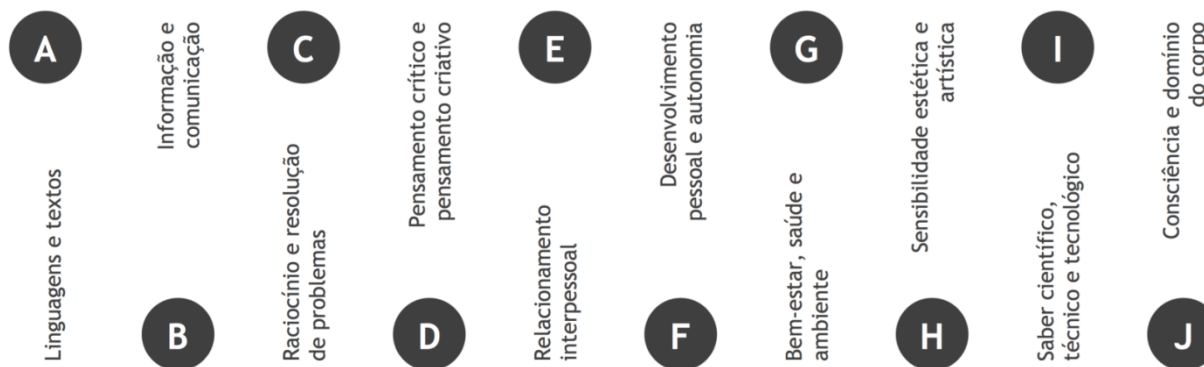 A
Linguagens e textos
Informação e
comunicação
B
C
Raciocínio e resolução
de problemas
Pensamento crítico e
pensamento criativo
D
E
Relacionamento
interpessoal
Desenvolvimento
pessoal e autonomia
F
G
Bem-estar, saúde e
ambiente
Sensibilidade estética e
artística
H
I
Saber científico,
técnico e tecnológico
Consciência e domínio
do corpo
J